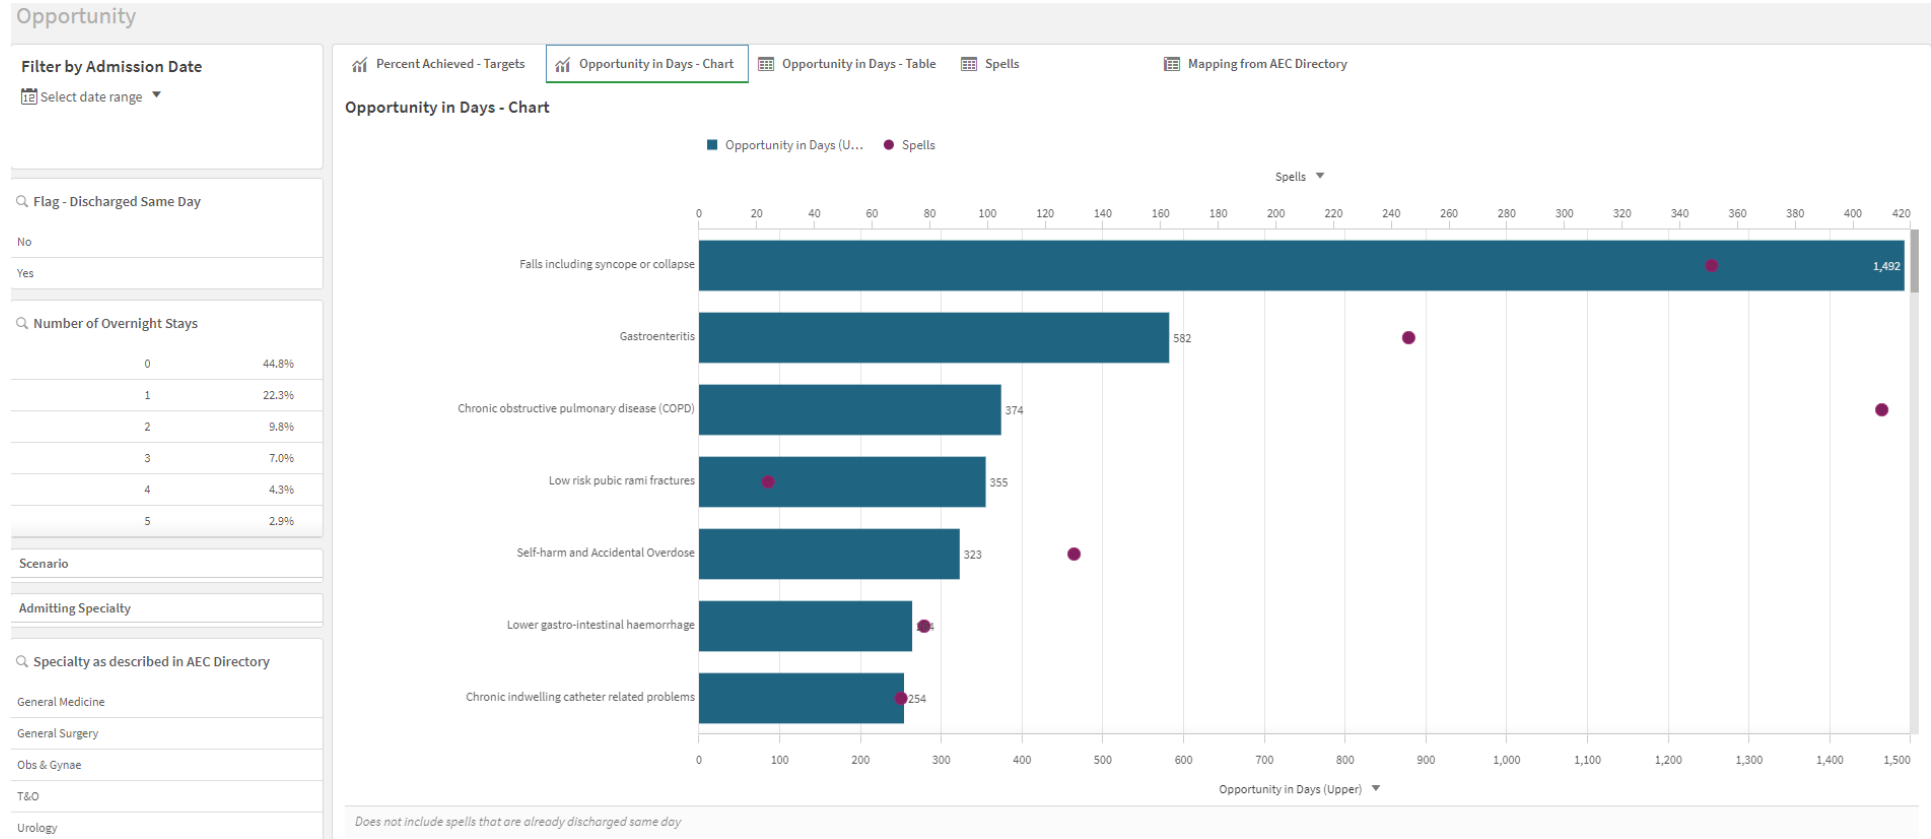 Opportunity
Filter by Admission Date
12 Select date range
Flag - Discharged Same Day
No
Yes
Number of Overnight Stays
0 44.8%
1 22.3%
2 9.8%
3 7.0%
4 4.3%
5 2.9%
Scenario
Admitting Specialty
Specialty as described in AEC Directory
General Medicine
General Surgery
Obs & Gynae
T&O
Urology
Percent Achieved - Targets Opportunity in Days - Chart Opportunity in Days - Table Spells Mapping from AEC Directory
Opportunity in Days - Chart
Opportunity in Days (U... Spells
Spells
0 20 40 60 80 100 120 140 160 180 200 220 240 260 280 300 320 340 360 380 400 420
Falls including syncope or collapse 1,492
Gastroenteritis 582
Chronic obstructive pulmonary disease (COPD) 374
Low risk pubic rami fractures 355
Self-harm and Accidental Overdose 323
Lower gastro-intestinal haemorrhage
Chronic indwelling catheter related problems 254
0 100 200 300 400 500 600 700 800 900 1,000 1,100 1,200 1,300 1,400 1,500
Opportunity in Days (Upper)
Does not include spells that are already discharged same day